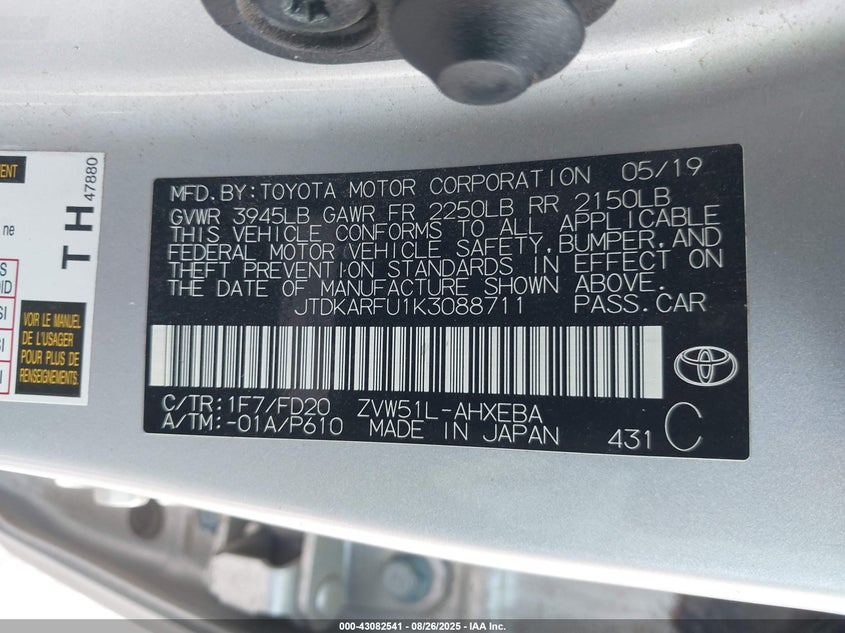 MENT
ne
TH
47880
VOIR LE MANUEL
DE L'USAGER
POUR PLUS DE
RENSEIGNEMENTS.
MFD. BY: TOYOTA MOTOR CORPORATION 05/19
GVWR 3945LB GAWR FR 2250LB RR 2150LB
THIS VEHICLE CONFORMS TO ALL APPLICABLE
FEDERAL MOTOR VEHICLE SAFETY, BUMPER, AND
THEFT PREVENTION STANDARDS IN EFFECT ON
THE DATE OF MANUFACTURE SHOWN ABOVE.
JTDKARFU1K3088711 PASS. CAR
C/TR: 1F7/FD20 ZVW51L-AHXEBA
A/TM: -01A/P610 MADE IN JAPAN 431 C
000-43082541 - 08/26/2025 - IAA Inc.